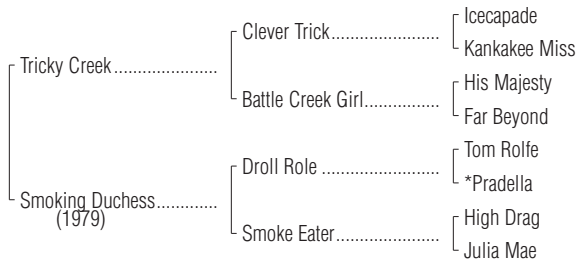 Icecapade
Clever Trick
Kankakee Miss
Tricky Creek
His Majesty
Battle Creek Girl
Far Beyond
Tom Rolfe
Droll Role
*Pradella
Smoking Duchess
(1979)
High Drag
Smoke Eater
Julia Mae